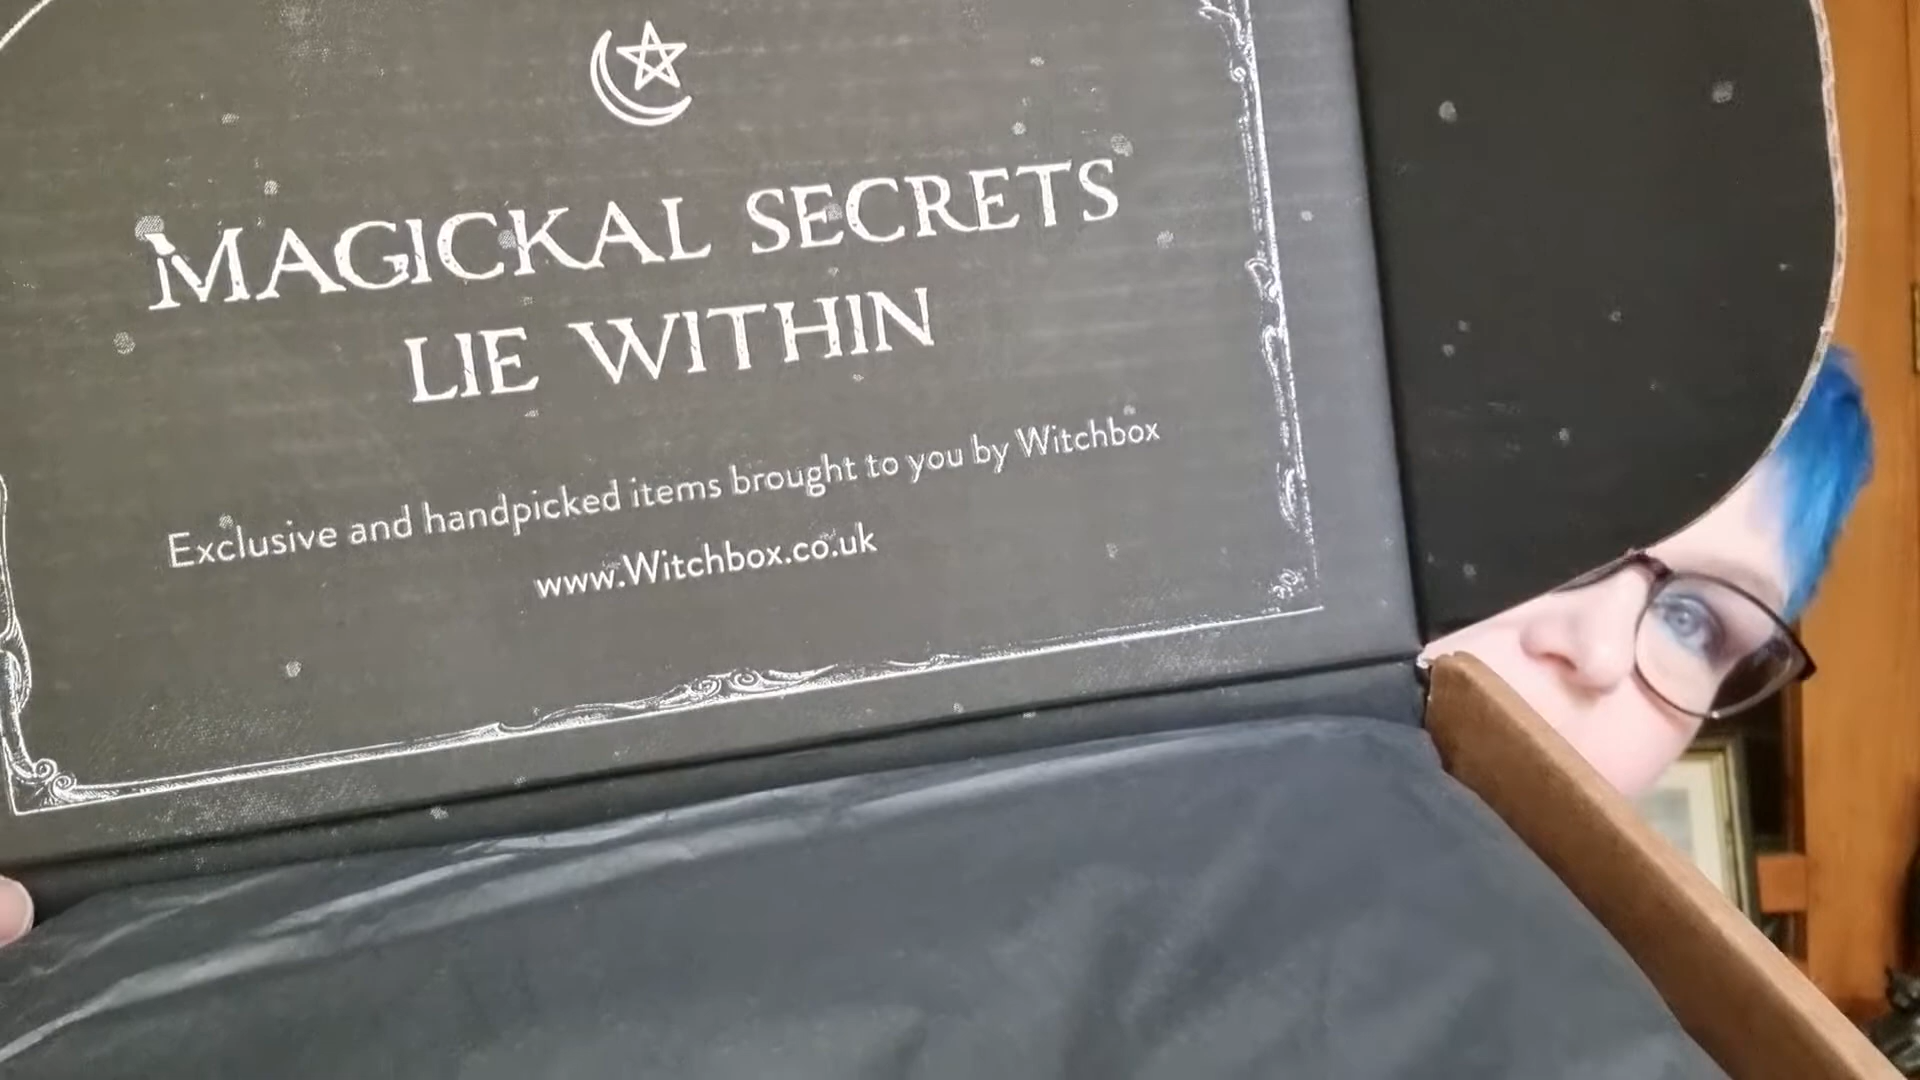 MAGICKAL SECRETS
LIE WITHIN
Exclusive and handpicked items brought to you by Witchbox
www.Witchbox.co.uk